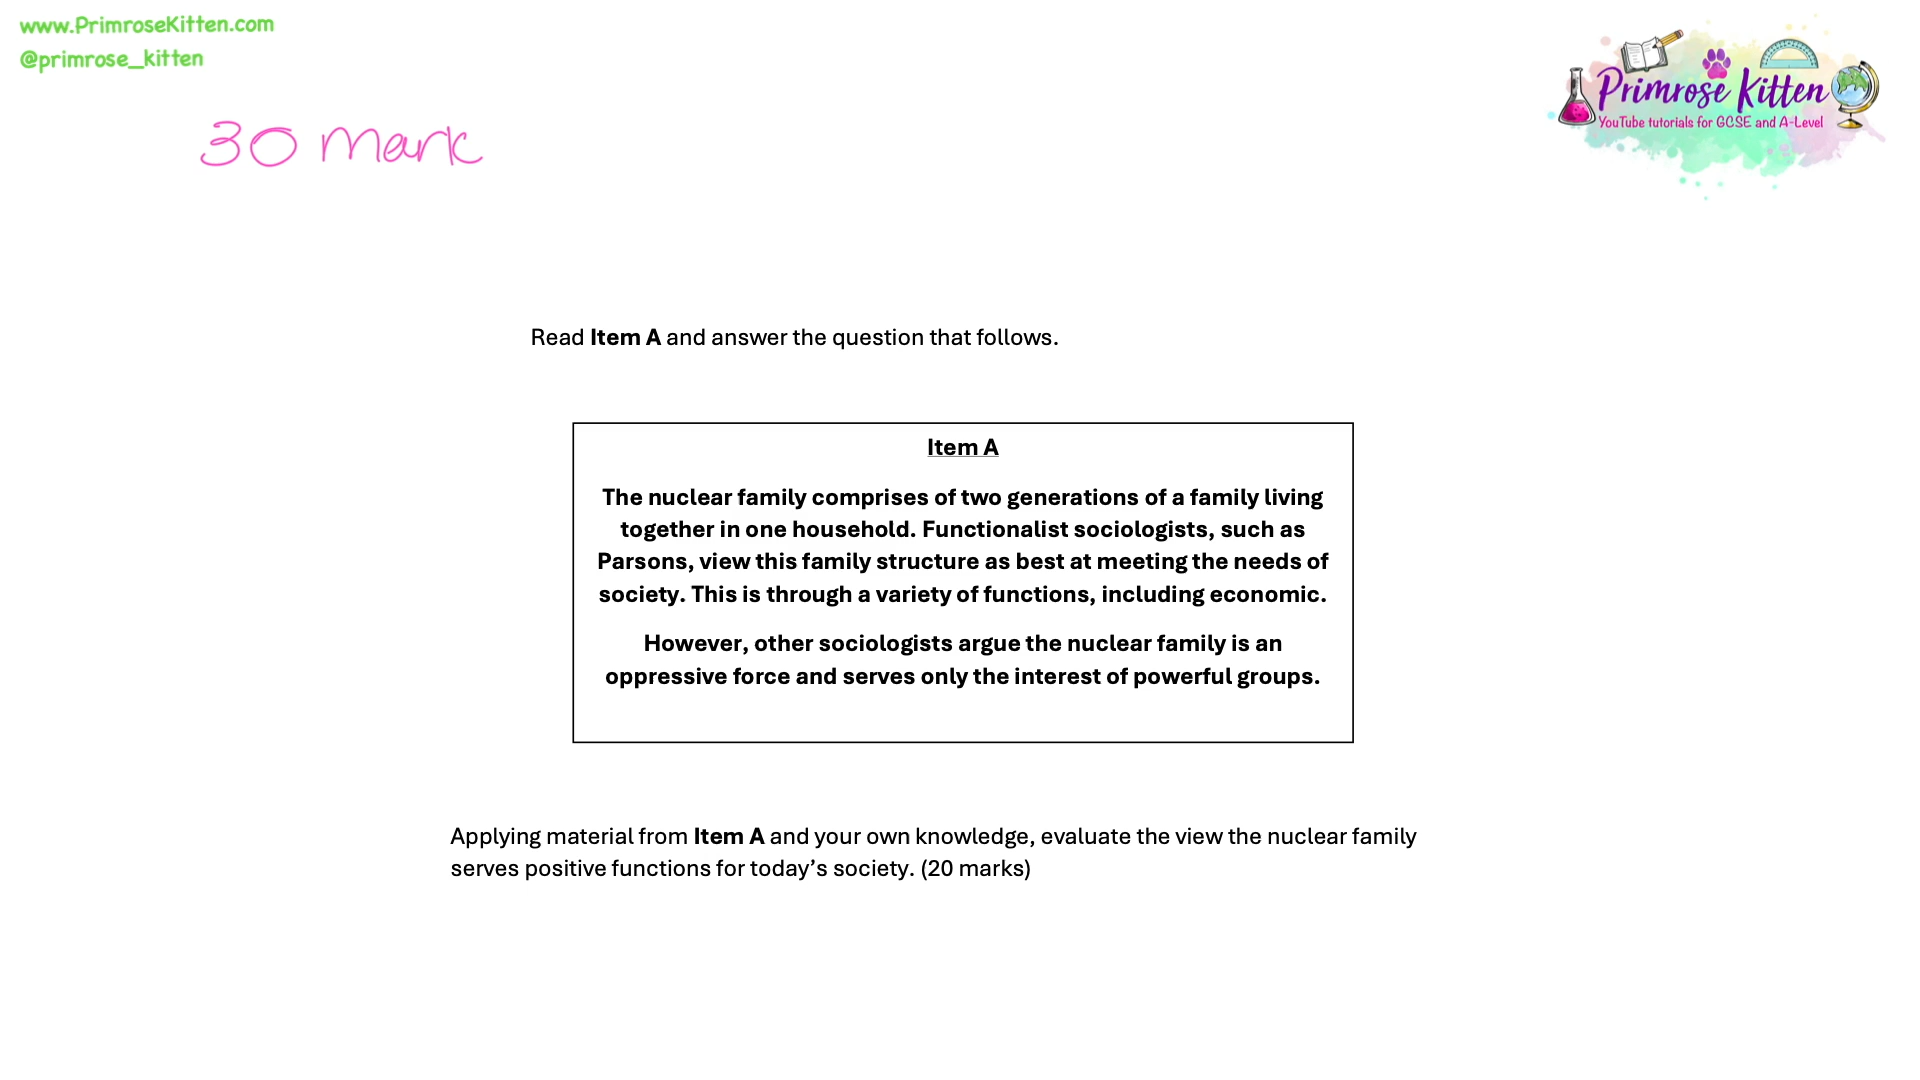 www.PrimroseKitten.com
@primrose_kitten
Primrose Kitten
YouTube tutorials for GCSE and A-Level
30 mark
Read Item A and answer the question that follows.
Item A
The nuclear family comprises of two generations of a family living
together in one household. Functionalist sociologists, such as
Parsons, view this family structure as best at meeting the needs of
society. This is through a variety of functions, including economic.
However, other sociologists argue the nuclear family is an
oppressive force and serves only the interest of powerful groups.
Applying material from Item A and your own knowledge, evaluate the view the nuclear family
serves positive functions for today’s society. (20 marks)